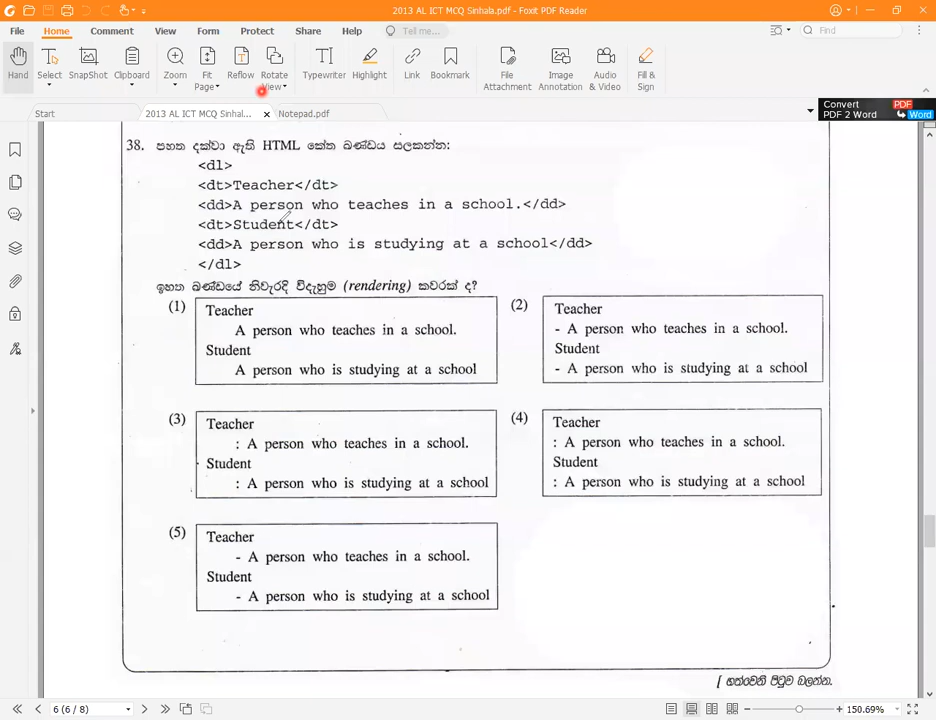 2013 AL ICT MCQ Sinhala.pdf - Foxit PDF Reader
File Home Comment View Form Protect Share Help Tell me... Find
Hand Select SnapShot Clipboard Zoom Fit Page Reflow Rotate View Typewriter Highlight Link Bookmark File Attachment Image Annotation Audio & Video Fill & Sign
Start 2013 AL ICT MCQ Sinhal... × Notepad.pdf
Convert PDF
PDF 2 Word Word
38. පහත දක්වා ඇති HTML කේත ඛණ්ඩය සලකන්න:
<dl>
<dt>Teacher</dt>
<dd>A person who teaches in a school.</dd>
<dt>Student</dt>
<dd>A person who is studying at a school</dd>
</dl>
ඉහත ඛණ්ඩයේ නිවැරදි විදැහුම (rendering) කවරක් ද?
(1) Teacher
A person who teaches in a school.
Student
A person who is studying at a school
(2) Teacher
- A person who teaches in a school.
Student
- A person who is studying at a school
(3) Teacher
: A person who teaches in a school.
Student
: A person who is studying at a school
(4) Teacher
: A person who teaches in a school.
Student
: A person who is studying at a school
(5) Teacher
- A person who teaches in a school.
Student
- A person who is studying at a school
[ හත්වෙනි පිටුව බලන්න.
6 (6 / 8) 150.69%